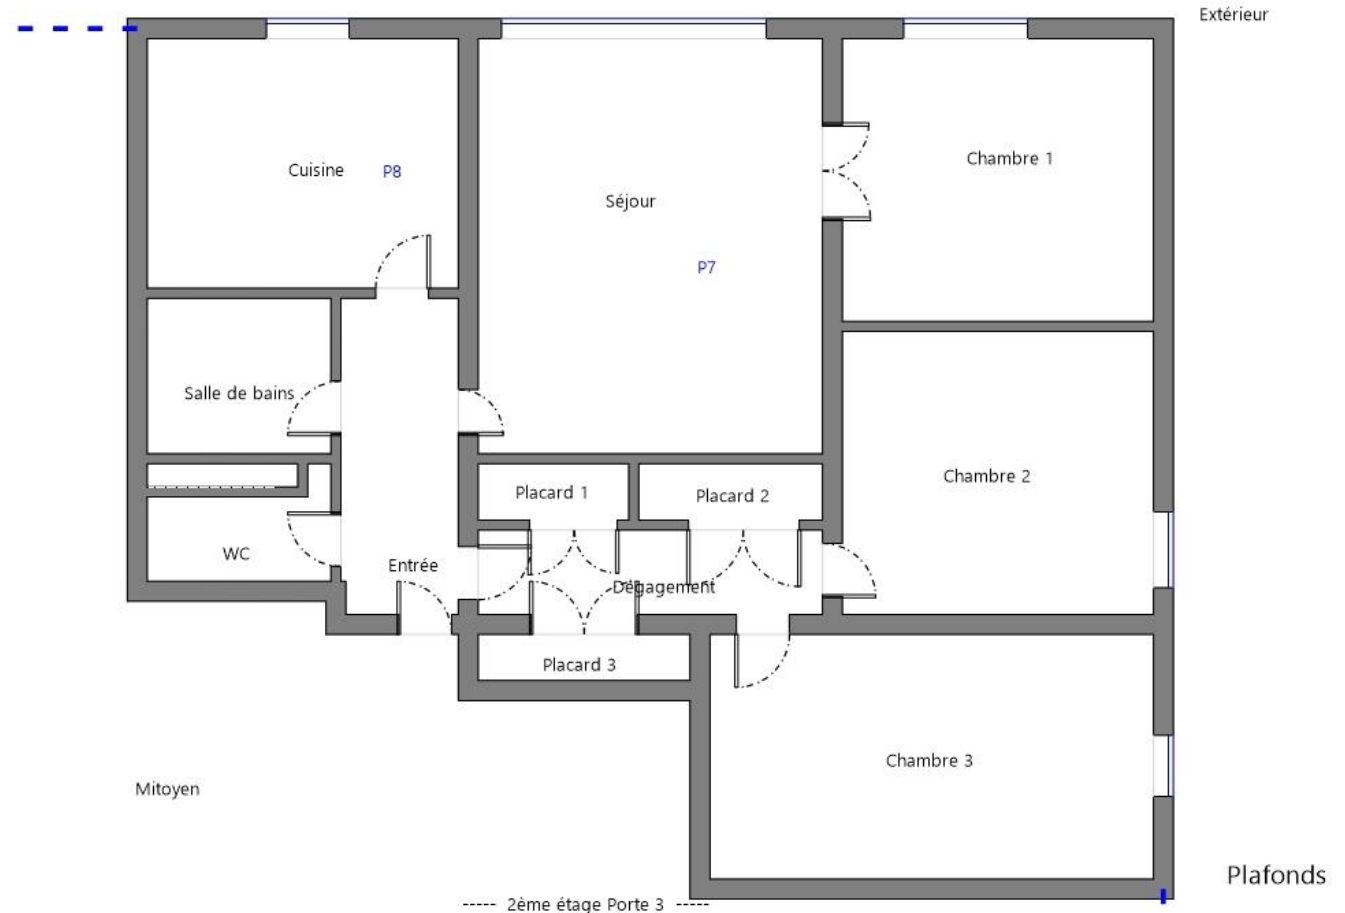 Extérieur
Chambre 1
Cuisine P8
Séjour
P7
Salle de bains
Chambre 2
Placard 1
Placard 2
WC
Entrée
Dégagement
Placard 3
Chambre 3
Mitoyen
Plafonds
----- 2ème étage Porte 3 -----